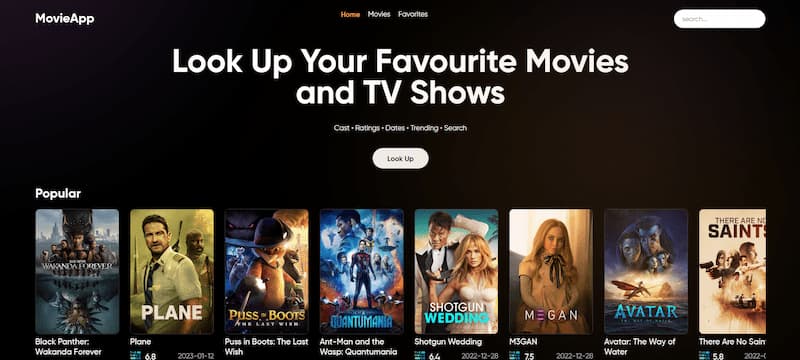 MovieApp
Home Movies Favorites
search...
Look Up Your Favourite Movies
and TV Shows
Cast • Ratings • Dates • Trending • Search
Look Up
Popular
WAKANDA FOREVER
PLANE
PUSS IN BOOTS
THE LAST WISH
QUANTUMANIA
SHOTGUN
WEDDING
M3GAN
AVATAR
THE WAY OF WATER
THERE ARE NO
SAINTS
Black Panther:
Wakanda Forever
Plane
6.8 2023-01-12
Puss in Boots: The Last
Wish
Ant-Man and the
Wasp: Quantumania
Shotgun Wedding
6.4 2022-12-28
M3GAN
7.5 2022-12-28
Avatar: The Way of
Water
There Are No Sain
5.8 2022-